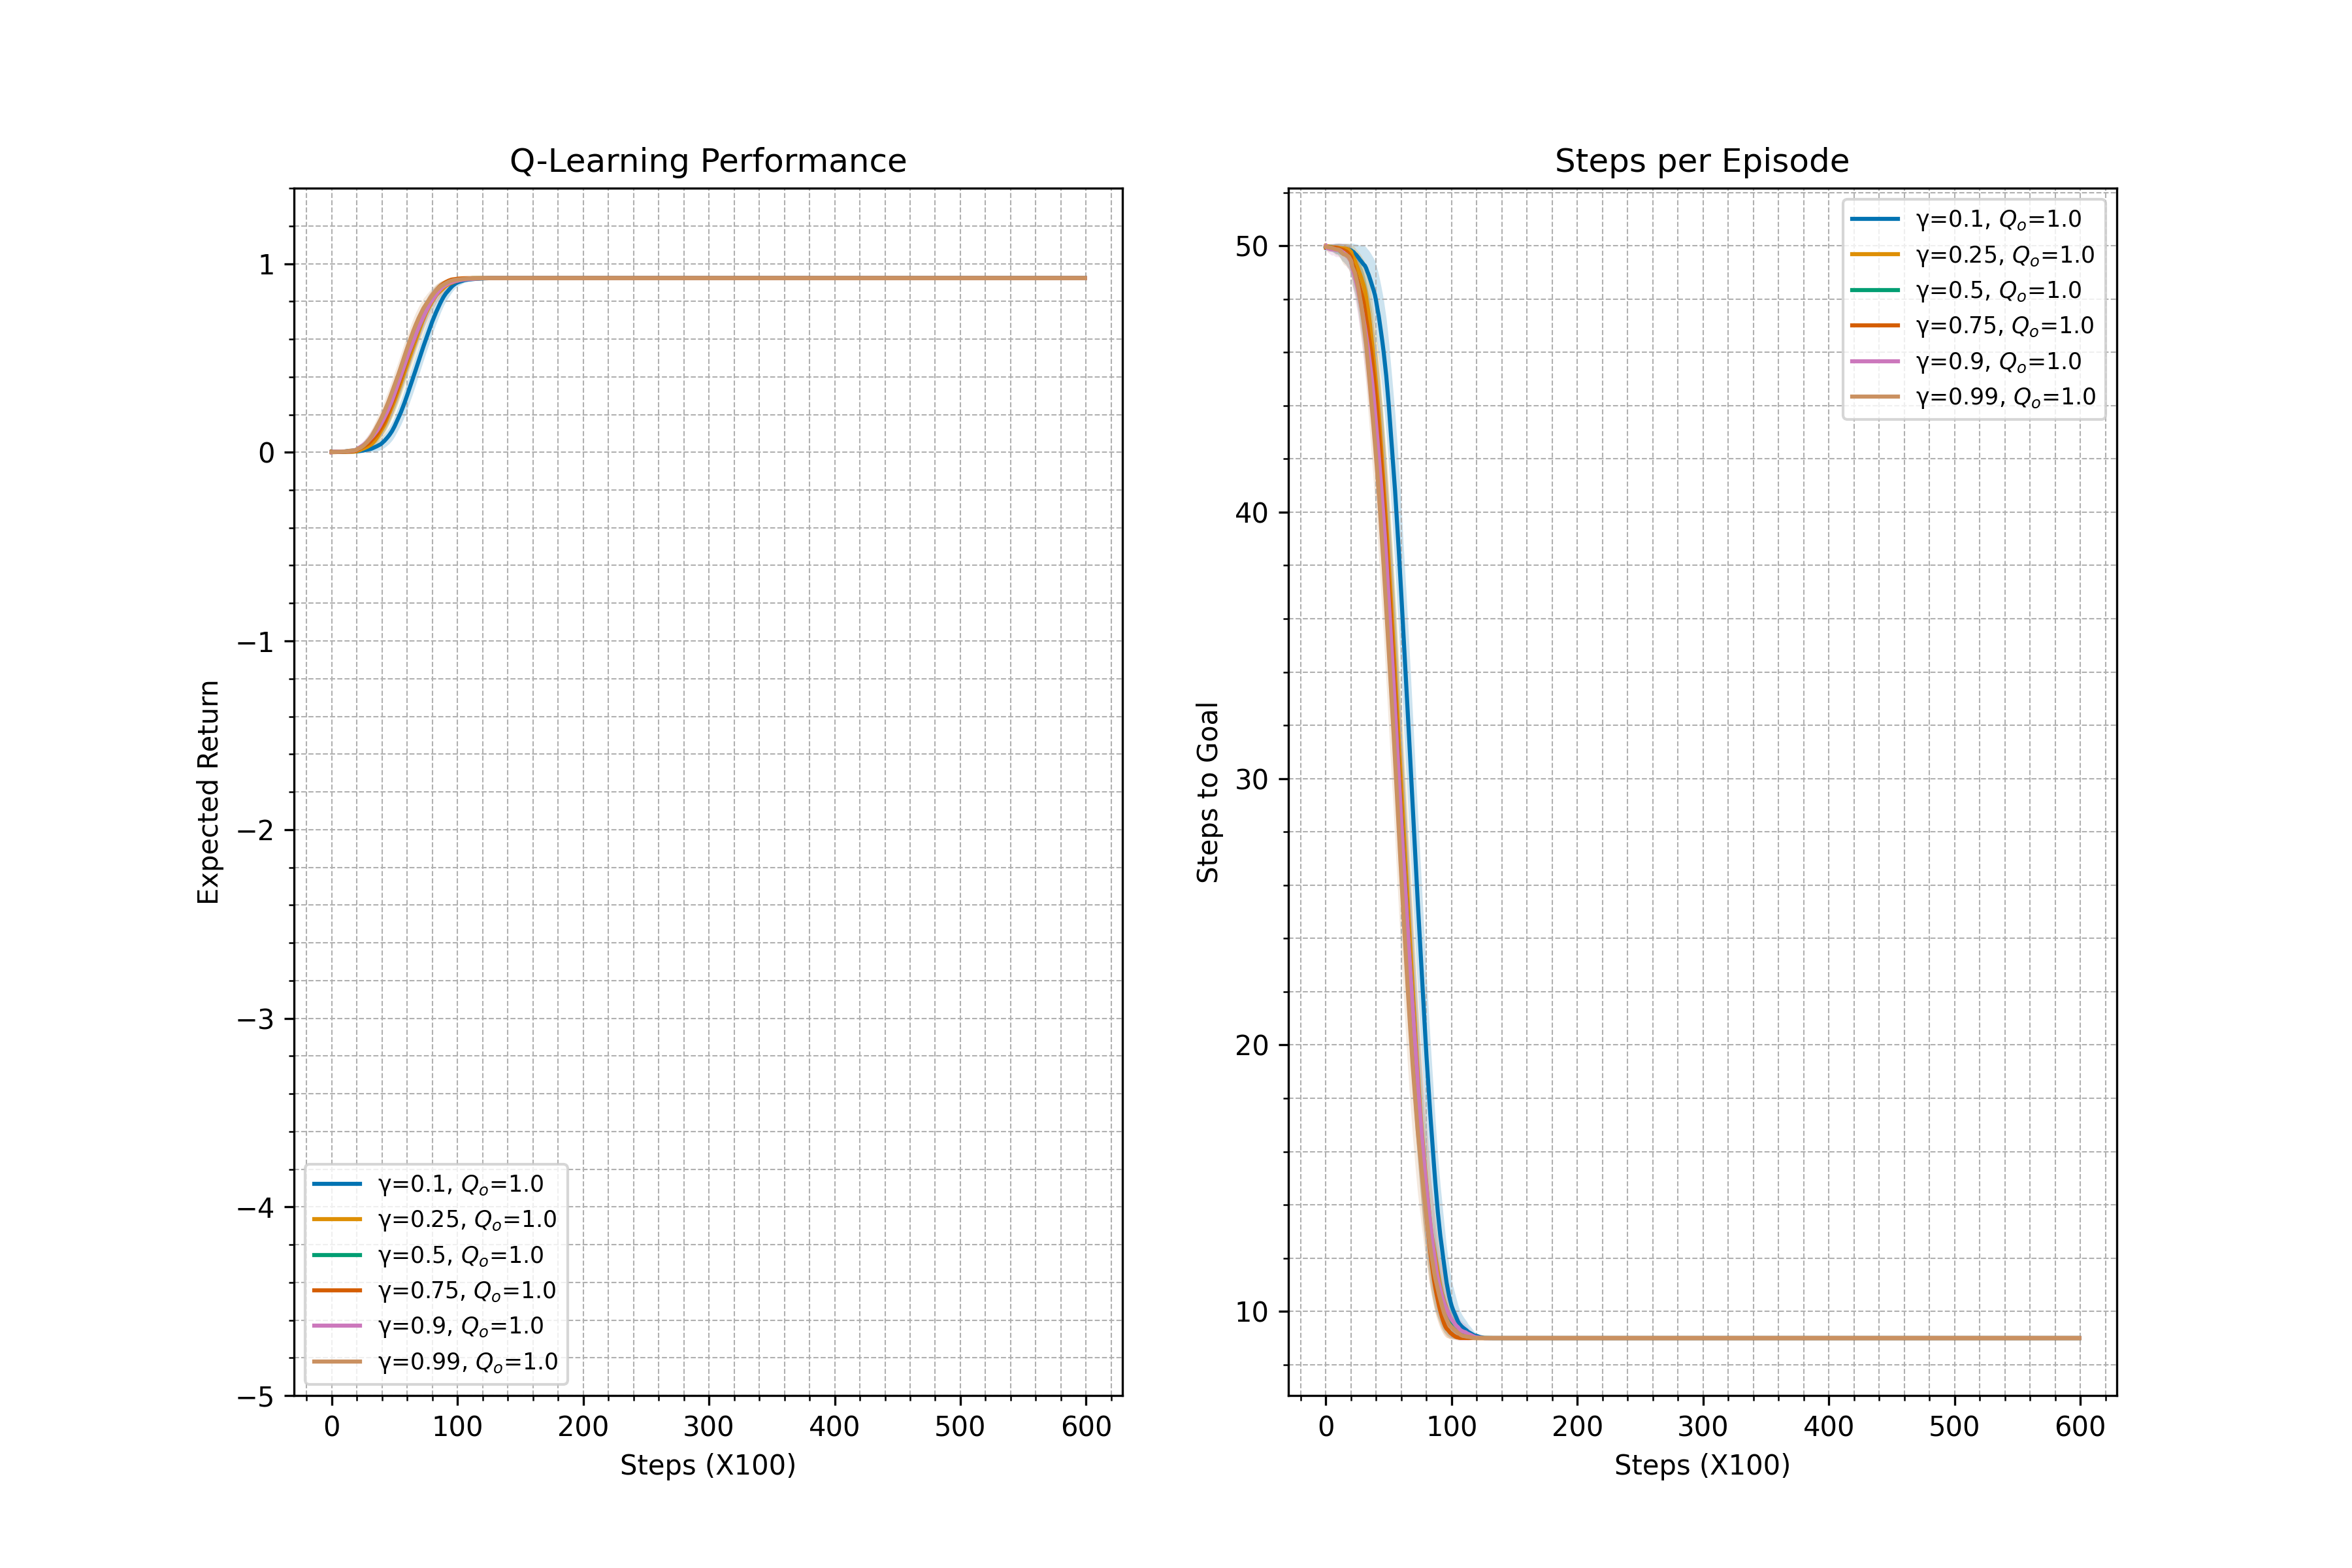 Q-Learning Performance
1
0
−1
−2
−3
−4
−5
Expected Return
0 100 200 300 400 500 600
Steps (X100)
γ=0.1, Qo=1.0
γ=0.25, Qo=1.0
γ=0.5, Qo=1.0
γ=0.75, Qo=1.0
γ=0.9, Qo=1.0
γ=0.99, Qo=1.0
Steps per Episode
50
40
30
20
10
Steps to Goal
0 100 200 300 400 500 600
Steps (X100)
γ=0.1, Qo=1.0
γ=0.25, Qo=1.0
γ=0.5, Qo=1.0
γ=0.75, Qo=1.0
γ=0.9, Qo=1.0
γ=0.99, Qo=1.0